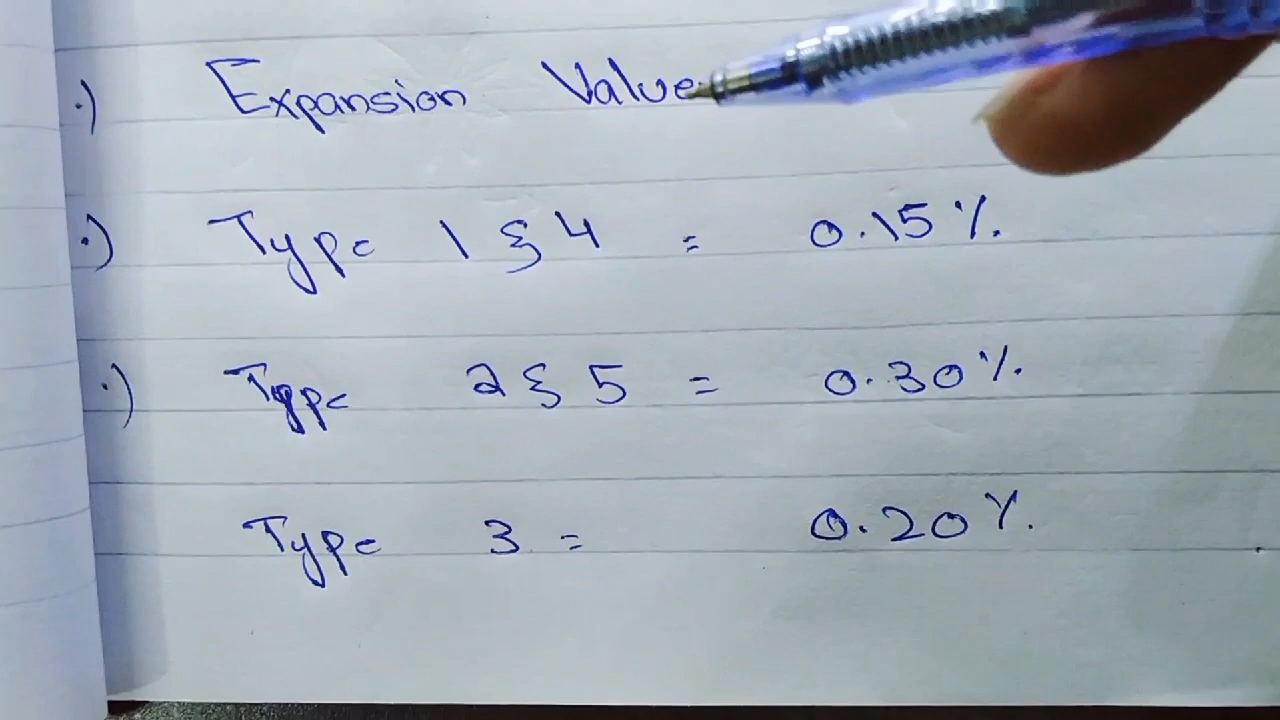 ·) Expansion Value
·) Type 1 & 4 = 0.15%
·) Type 2 & 5 = 0.30%
Type 3 = 0.20%